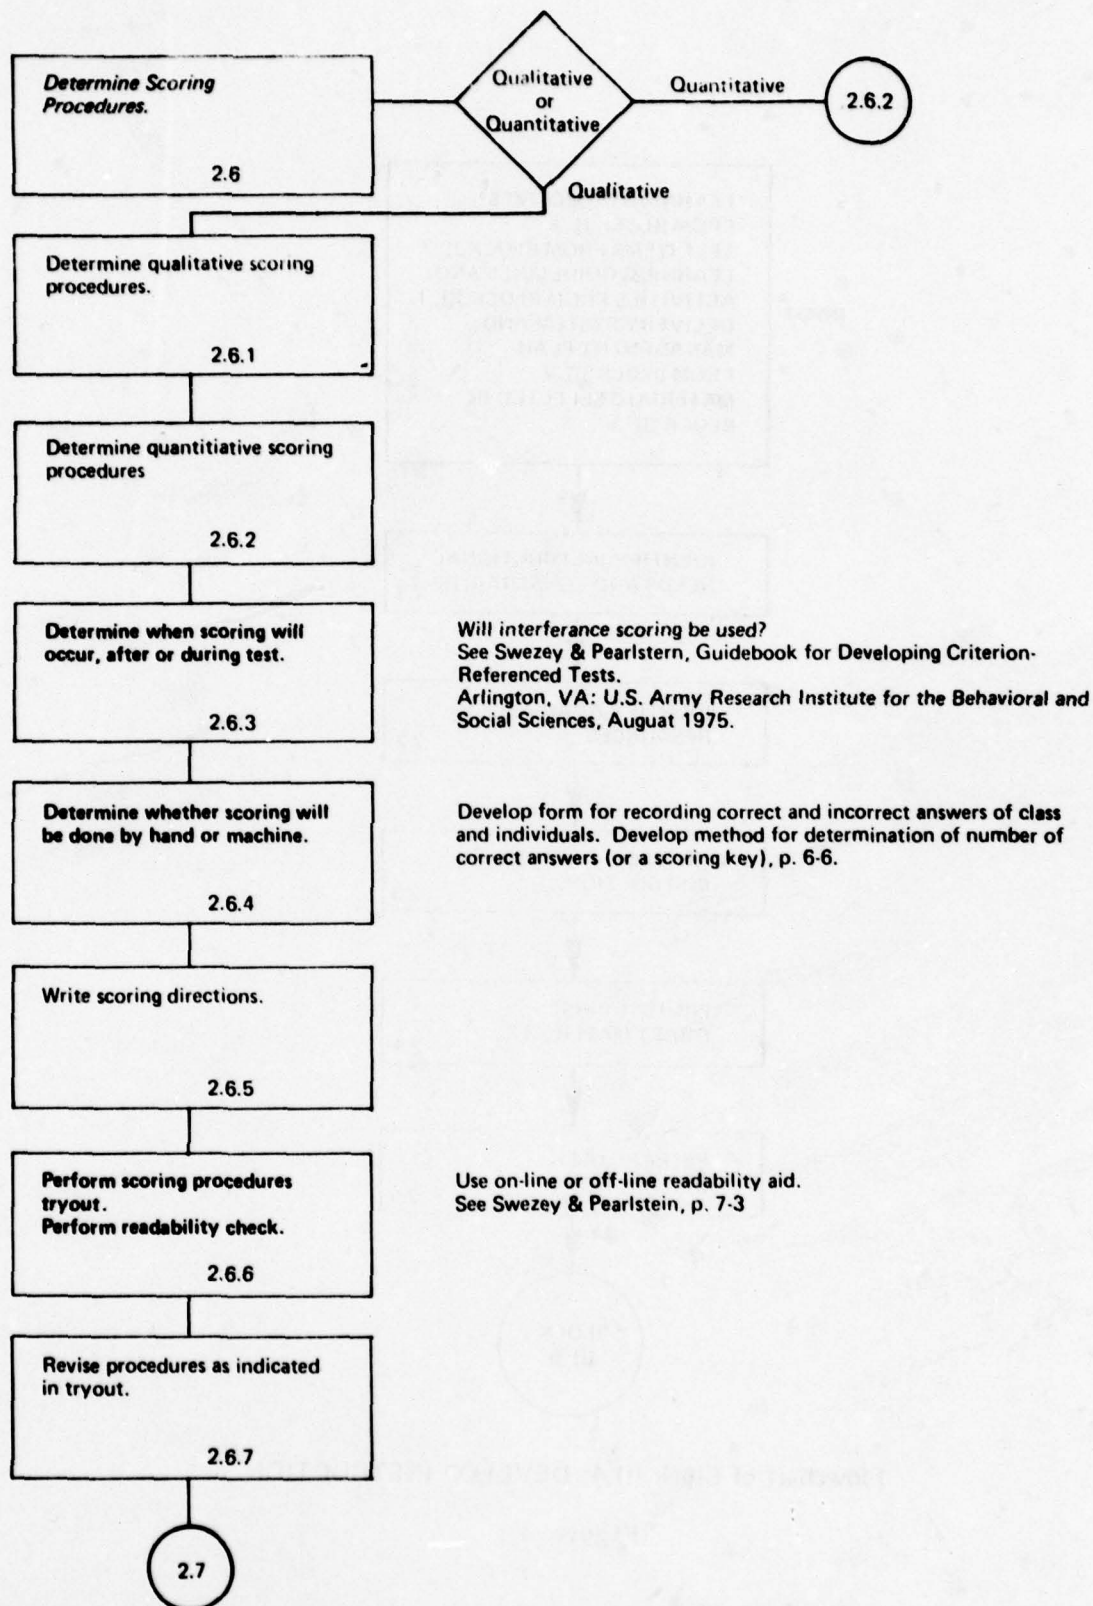 Determine Scoring
Procedures.
2.6
Qualitative
or
Quantitative
Quantitative
2.6.2
Qualitative
Determine qualitative scoring
procedures.
2.6.1
Determine quantitiative scoring
procedures
2.6.2
Determine when scoring will
occur, after or during test.
2.6.3
Will interferance scoring be used?
See Swezey & Pearlstern, Guidebook for Developing Criterion-
Referenced Tests.
Arlington, VA: U.S. Army Research Institute for the Behavioral and
Social Sciences, Auguat 1975.
Determine whether scoring will
be done by hand or machine.
2.6.4
Develop form for recording correct and incorrect answers of class
and individuals. Develop method for determination of number of
correct answers (or a scoring key), p. 6-6.
Write scoring directions.
2.6.5
Perform scoring procedures
tryout.
Perform readability check.
2.6.6
Use on-line or off-line readability aid.
See Swezey & Pearlstein, p. 7-3
Revise procedures as indicated
in tryout.
2.6.7
2.7